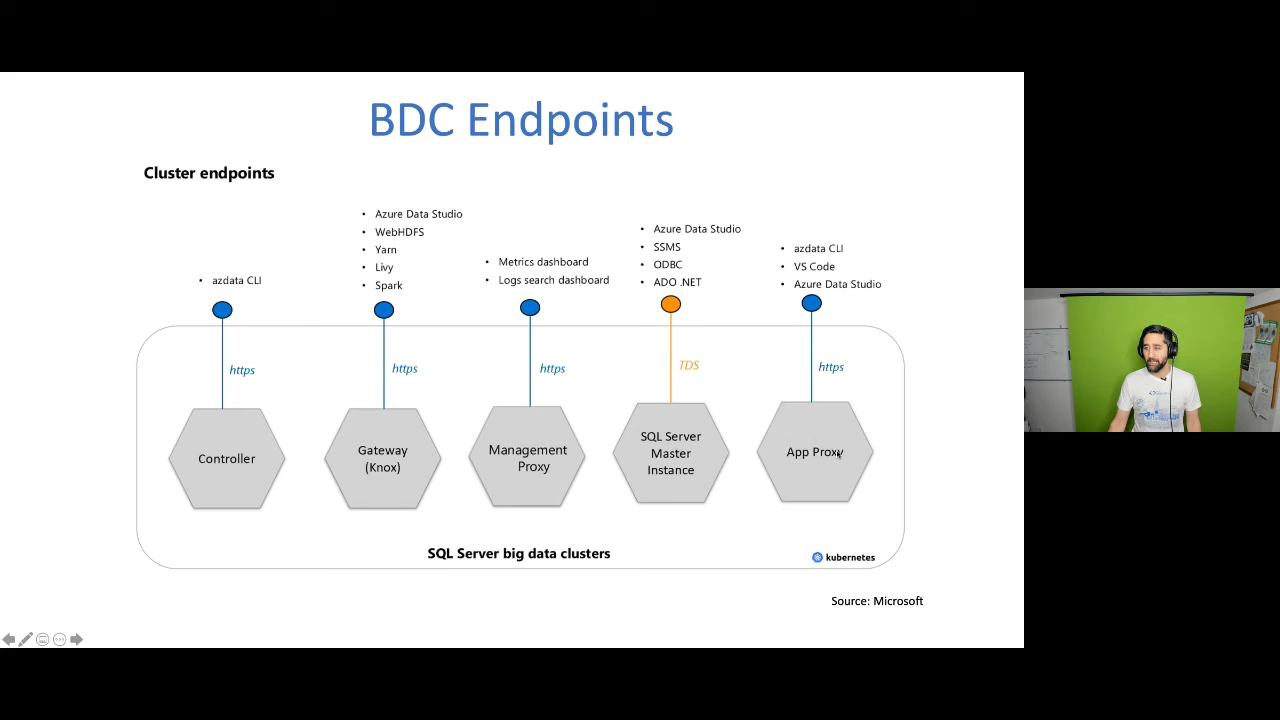 BDC Endpoints
Cluster endpoints
• azdata CLI
• Azure Data Studio
• WebHDFS
• Yarn
• Livy
• Spark
• Metrics dashboard
• Logs search dashboard
• Azure Data Studio
• SSMS
• ODBC
• ADO .NET
• azdata CLI
• VS Code
• Azure Data Studio
https
https
https
TDS
https
Controller
Gateway
(Knox)
Management
Proxy
SQL Server
Master
Instance
App Proxy
SQL Server big data clusters
kubernetes
Source: Microsoft